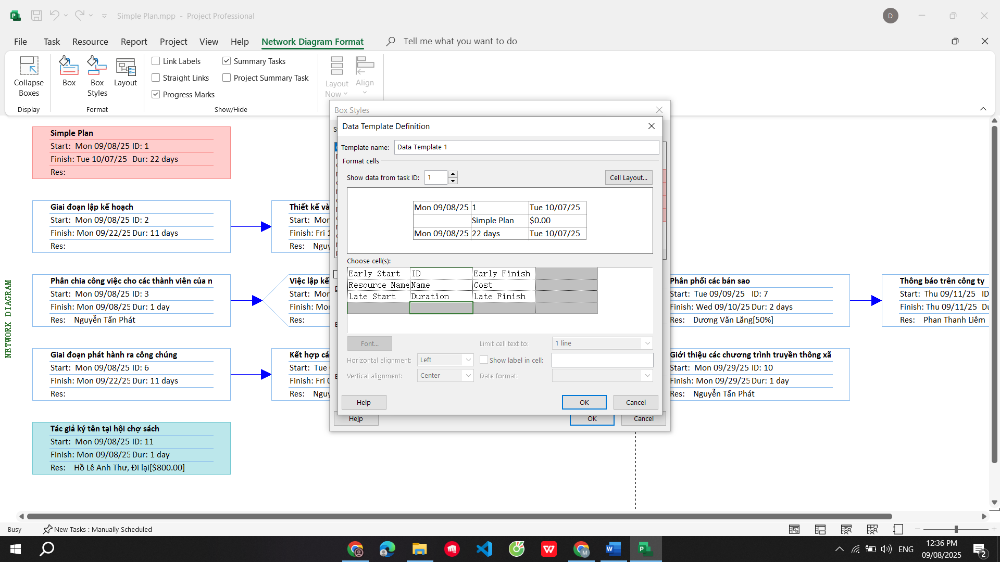 Simple Plan.mpp - Project Professional
D
File Task Resource Report Project View Help Network Diagram Format Tell me what you want to do
Collapse Boxes
Box
Box Styles
Layout
Link Labels
Straight Links
Progress Marks
Summary Tasks
Project Summary Task
Layout Now
Align
Display
Format
Show/Hide
NETWORK DIAGRAM
Simple Plan
Start: Mon 09/08/25 ID: 1
Finish: Tue 10/07/25 Dur: 22 days
Res:
Giai đoạn lập kế hoạch
Start: Mon 09/08/25 ID: 2
Finish: Mon 09/22/25 Dur: 11 days
Res:
Thiết kế và
Start: Mon
Finish: Fri
Res:
Phân chia công việc cho các thành viên của n
Start: Mon 09/08/25 ID: 3
Finish: Mon 09/08/25 Dur: 1 day
Res: Nguyễn Tấn Phát
Việc lập kế
Start: Mon
Finish: Mon
Res:
Phân phối các bản sao
Start: Tue 09/09/25 ID: 7
Finish: Wed 09/10/25 Dur: 2 days
Res: Dương Văn Lãng[50%]
Thông báo trên công ty
Start: Thu 09/11/25 ID
Finish: Thu 09/11/25
Res: Phan Thanh Liêm
Giai đoạn phát hành ra công chúng
Start: Mon 09/08/25 ID: 6
Finish: Mon 09/22/25 Dur: 11 days
Res:
Kết hợp
Start: Tue
Finish: Fri
Res:
Giới thiệu các chương trình truyền thông xã
Start: Mon 09/29/25 ID: 10
Finish: Mon 09/29/25 Dur: 1 day
Res: Nguyễn Tấn Phát
Tác giả ký tên tại hội chợ sách
Start: Mon 09/08/25 ID: 11
Finish: Mon 09/08/25 Dur: 1 day
Res: Hồ Lê Anh Thư, Đi lại[$800.00]
Box Styles
Data Template Definition
Template name: Data Template 1
Format cells
Show data from task ID: 1
Cell Layout...
Mon 09/08/25 1 Tue 10/07/25
Simple Plan $0.00
Mon 09/08/25 22 days Tue 10/07/25
Choose cell(s):
Early Start ID Early Finish
Resource Name Name Cost
Late Start Duration Late Finish
Font...
Limit cell text to: 1 line
Horizontal alignment: Left
Show label in cell:
Vertical alignment: Center
Date format:
Help OK Cancel
Help OK Cancel
Busy
New Tasks : Manually Scheduled
ENG
12:36 PM
09/08/2025
2